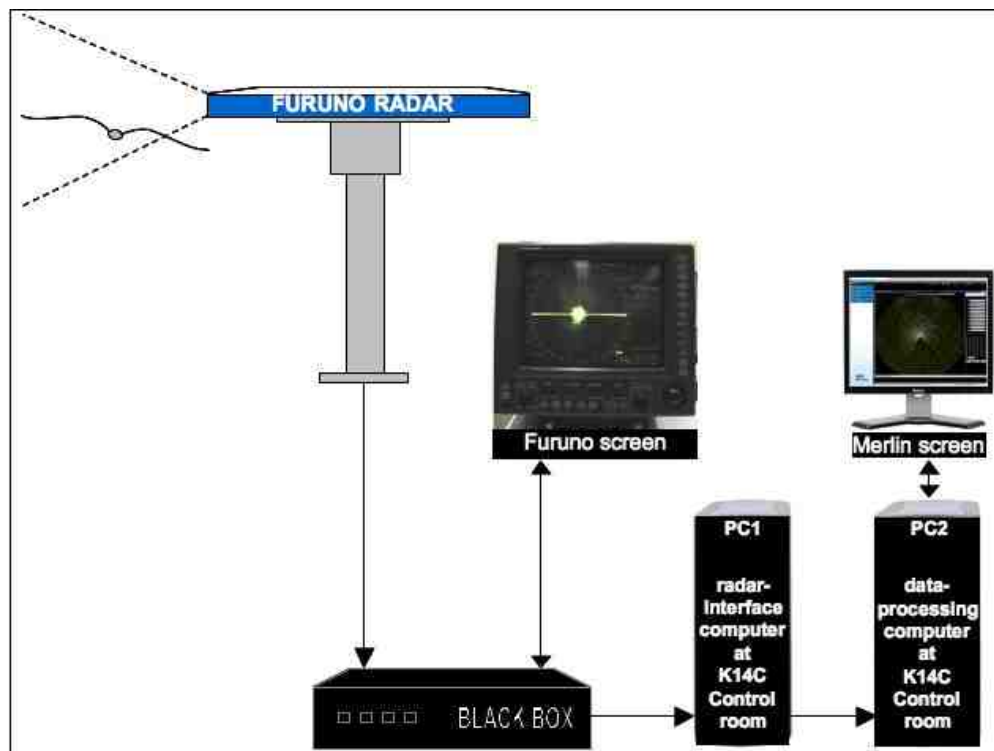 FURUNO RADAR
Furuno screen
Merlin screen
PC1
radar-
interface
computer
at
K14C
Control
room
PC2
data-
processing
computer
at
K14C
Control
room
BLACK BOX